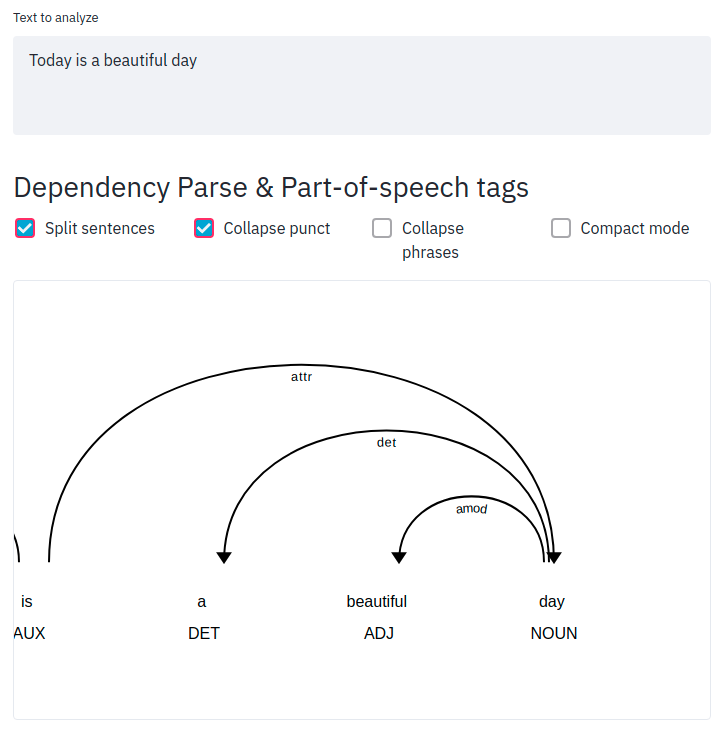 Text to analyze
Today is a beautiful day
Dependency Parse & Part-of-speech tags
Split sentences
Collapse punct
Collapse
phrases
Compact mode
attr
det
amod
is a beautiful day
AUX DET ADJ NOUN